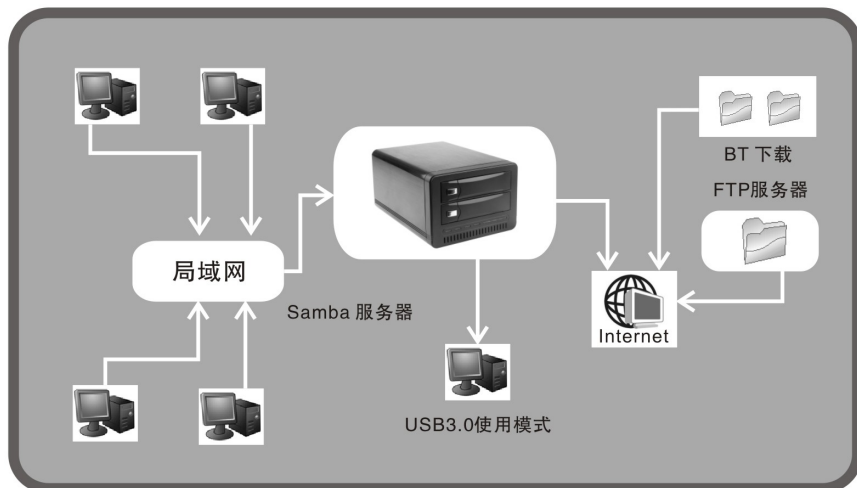 BT 下载
FTP服务器
局域网
Samba 服务器
Internet
USB3.0使用模式